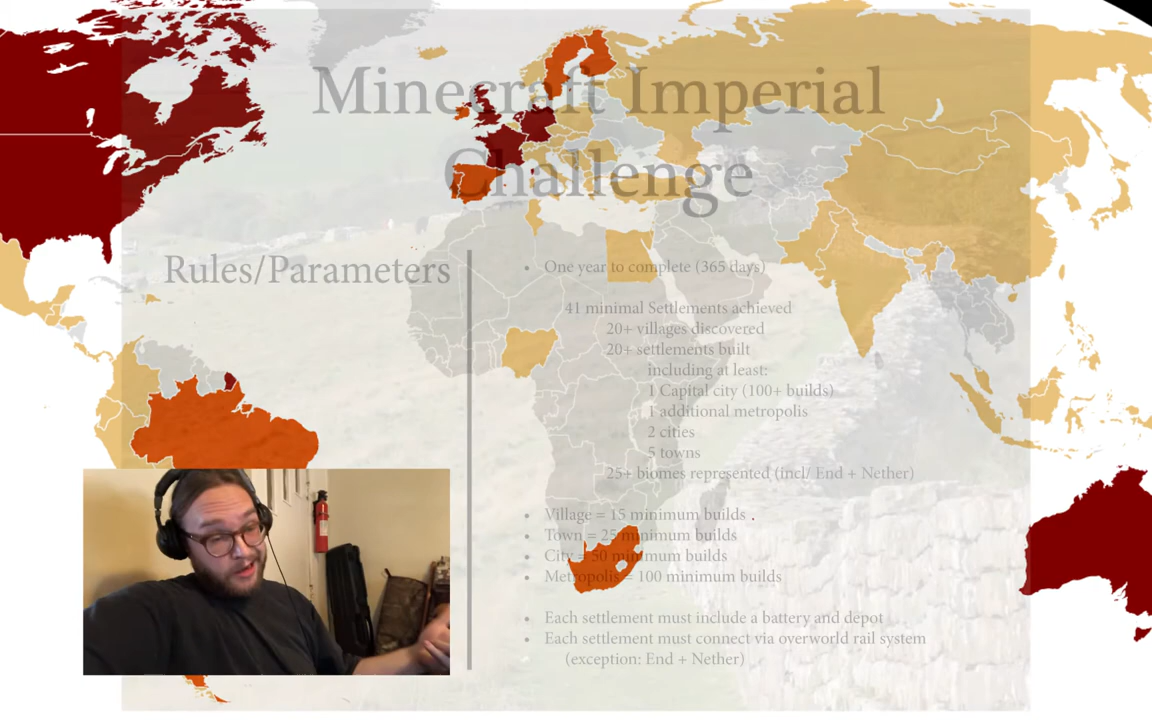 Minecraft Imperial
Challenge
Rules/Parameters
• One year to complete (365 days)
41 minimal Settlements achieved
20+ villages discovered
20+ settlements built
including at least:
1 Capital city (100+ builds)
1 additional metropolis
2 cities
5 towns
25+ biomes represented (incl/ End + Nether)
• Village = 15 minimum builds .
• Town = 25 minimum builds
• City = 50 minimum builds
• Metropolis = 100 minimum builds
• Each settlement must include a battery and depot
• Each settlement must connect via overworld rail system
(exception: End + Nether)